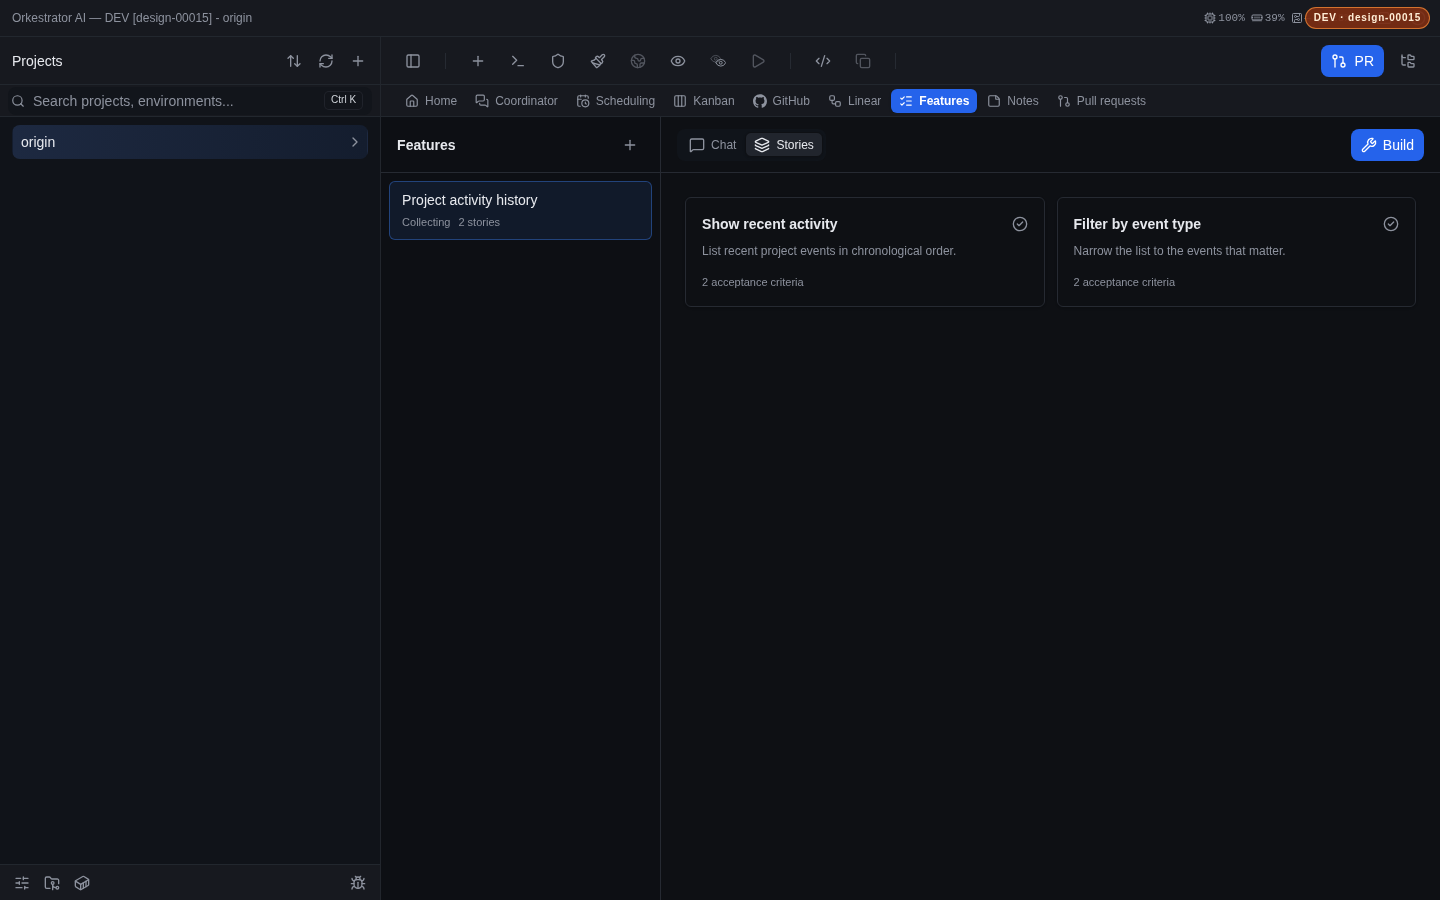 Orkestrator AI — DEV [design-00015] - origin
100% 39% DEV · design-00015
Projects
PR
Search projects, environments... Ctrl K
Home Coordinator Scheduling Kanban GitHub Linear Features Notes Pull requests
origin
Features
Chat Stories Build
Project activity history
Collecting 2 stories
Show recent activity
List recent project events in chronological order.
2 acceptance criteria
Filter by event type
Narrow the list to the events that matter.
2 acceptance criteria